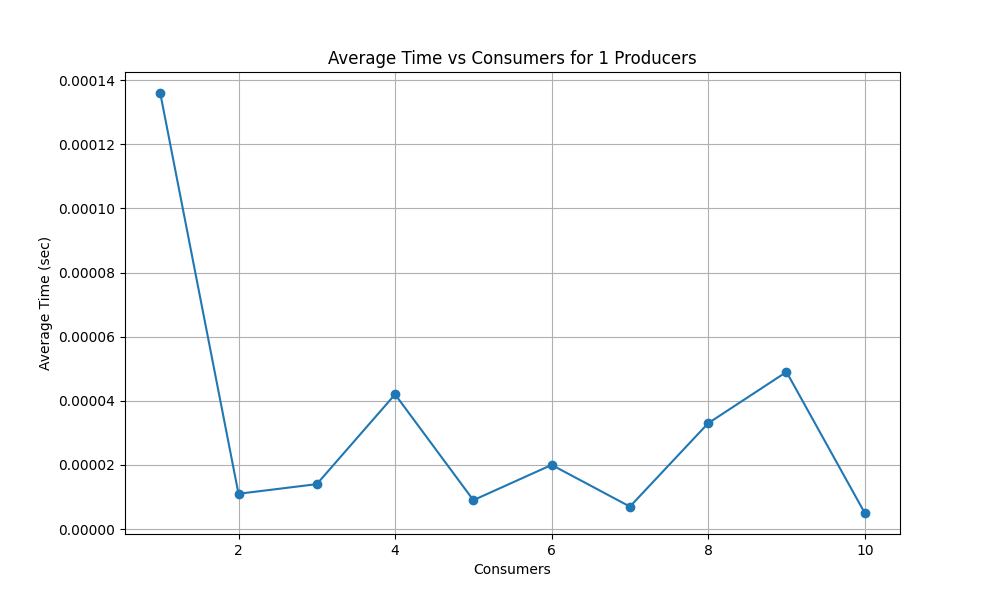 Average Time vs Consumers for 1 Producers
0.00014
0.00012
0.00010
0.00008
0.00006
0.00004
0.00002
0.00000
Average Time (sec)
2 4 6 8 10
Consumers